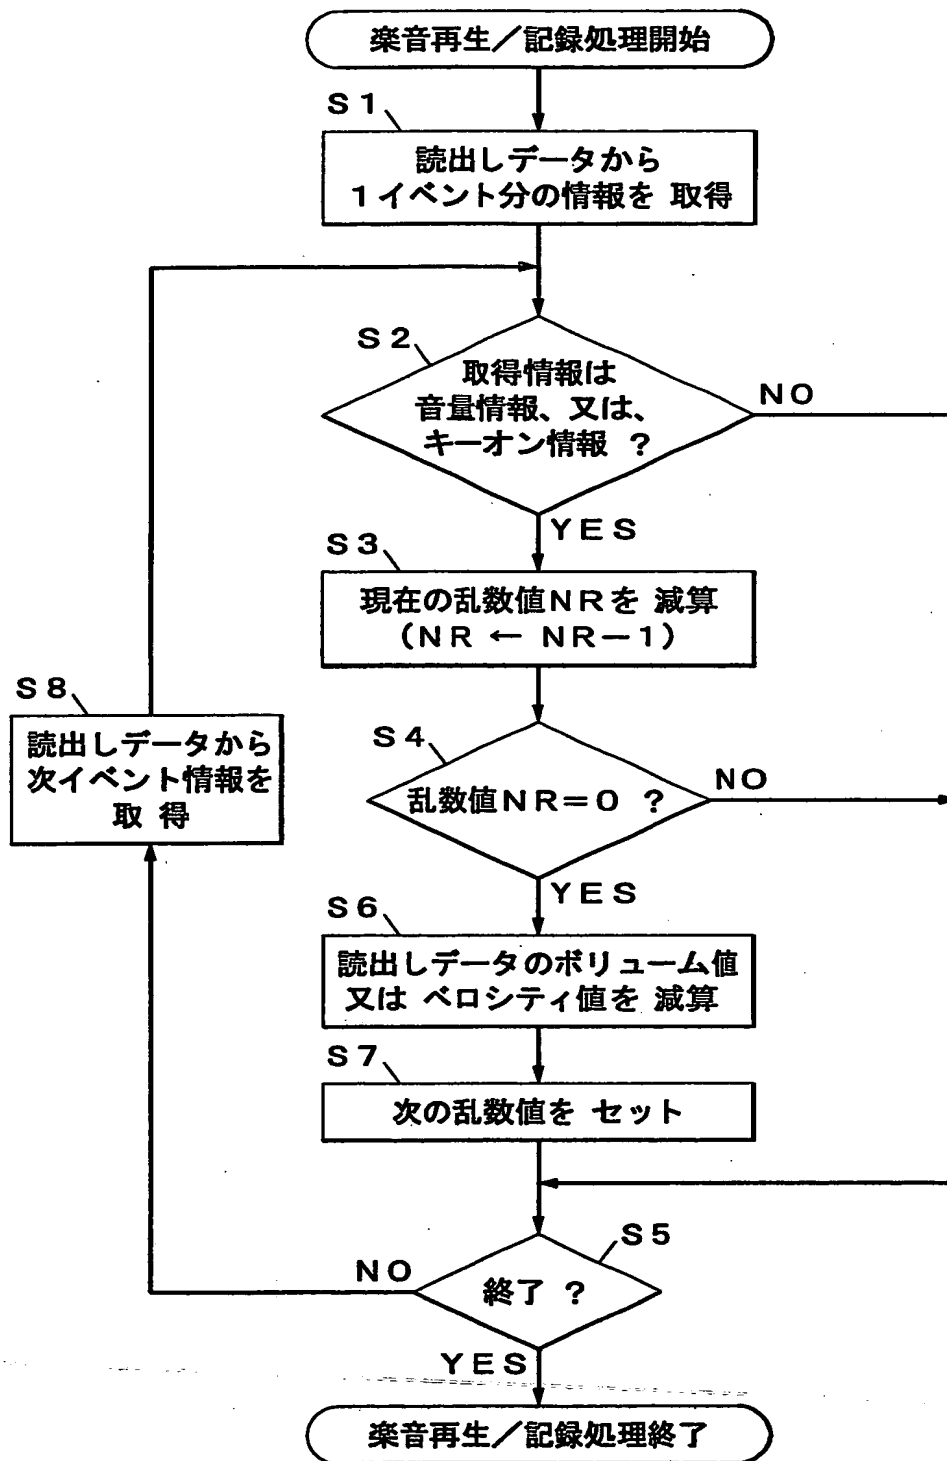 楽音再生／記録処理開始
S1
読出しデータから
1イベント分の情報を 取得
S2
取得情報は
音量情報、又は、
キーオン情報 ?
NO
YES
S3
現在の乱数値NRを 減算
(NR ← NR－1)
S8
読出しデータから
次イベント情報を
取 得
S4
乱数値NR＝0 ?
NO
YES
S6
読出しデータのボリューム値
又は ベロシティ値を 減算
S7
次の乱数値を セット
S5
終了 ?
NO
YES
楽音再生／記録処理終了